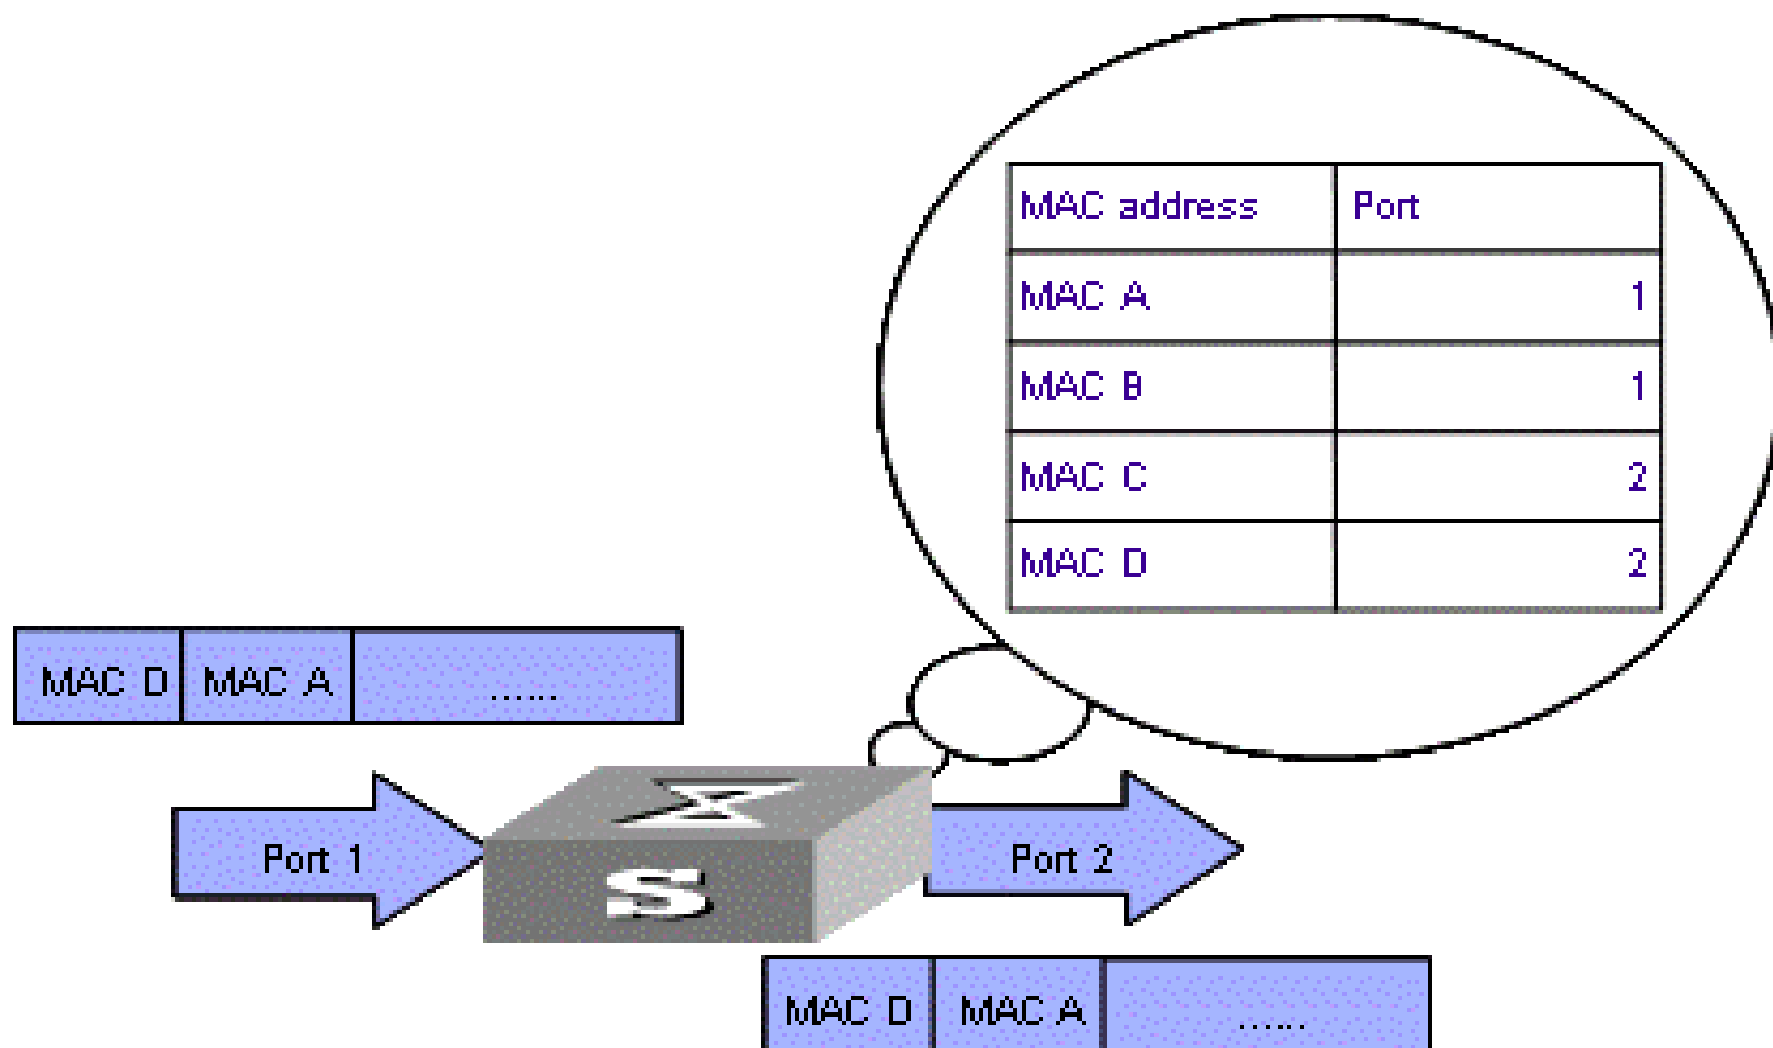 MAC address Port
MAC A 1
MAC B 1
MAC C 2
MAC D 2
MAC D MAC A ......
Port 1
S
Port 2
MAC D MAC A ......